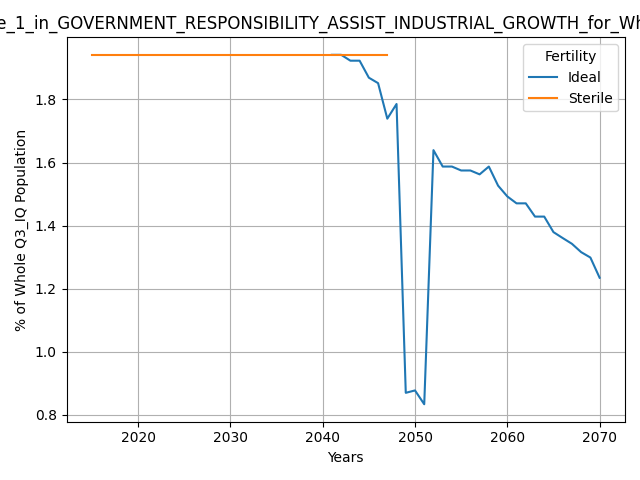 e_1_in_GOVERNMENT_RESPONSIBILITY_ASSIST_INDUSTRIAL_GROWTH_for_Wh
Fertility
Ideal
Sterile
% of Whole Q3_IQ Population
1.8
1.6
1.4
1.2
1.0
0.8
2020 2030 2040 2050 2060 2070
Years